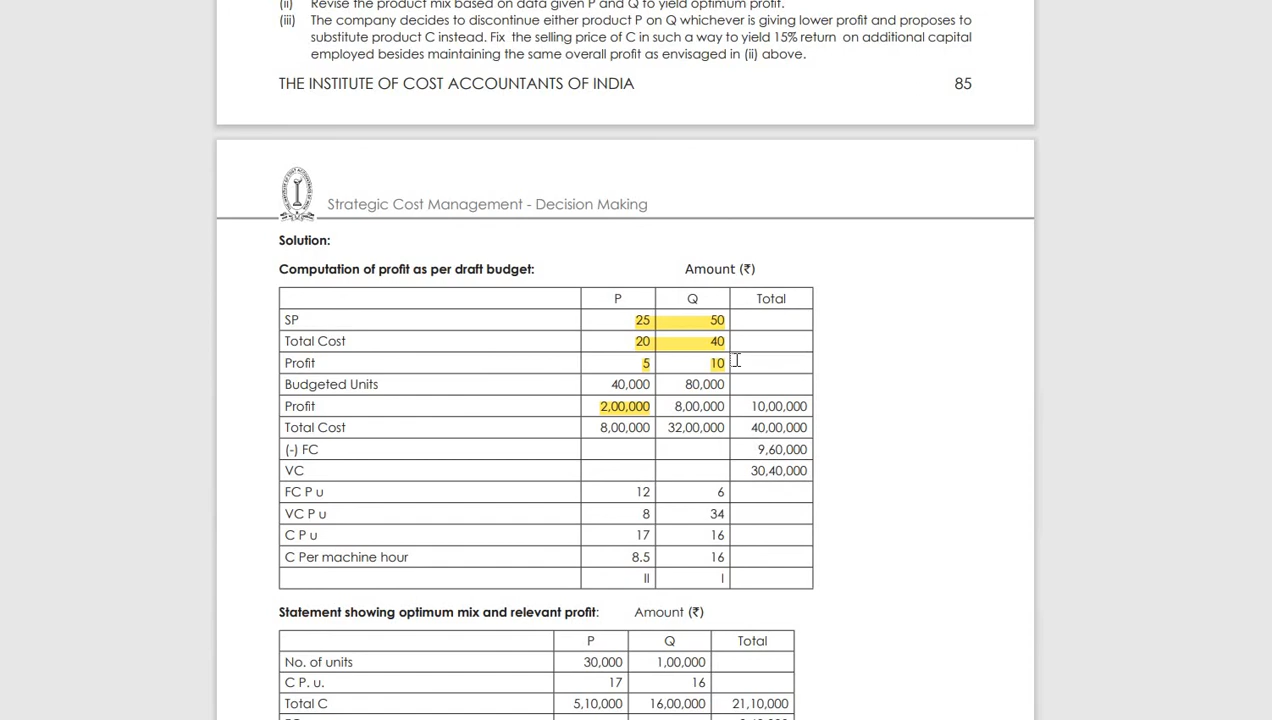 (ii) Revise the product mix based on data given P and Q to yield optimum profit.
(iii) The company decides to discontinue either product P on Q whichever is giving lower profit and proposes to
substitute product C instead. Fix the selling price of C in such a way to yield 15% return on additional capital
employed besides maintaining the same overall profit as envisaged in (ii) above.
THE INSTITUTE OF COST ACCOUNTANTS OF INDIA 85
Strategic Cost Management - Decision Making
Solution:
Computation of profit as per draft budget: Amount (₹)
P Q Total
SP 25 50
Total Cost 20 40
Profit 5 10
Budgeted Units 40,000 80,000
Profit 2,00,000 8,00,000 10,00,000
Total Cost 8,00,000 32,00,000 40,00,000
(-) FC 9,60,000
VC 30,40,000
FC P u 12 6
VC P u 8 34
C P u 17 16
C Per machine hour 8.5 16
II I
Statement showing optimum mix and relevant profit: Amount (₹)
P Q Total
No. of units 30,000 1,00,000
C P. u. 17 16
Total C 5,10,000 16,00,000 21,10,000